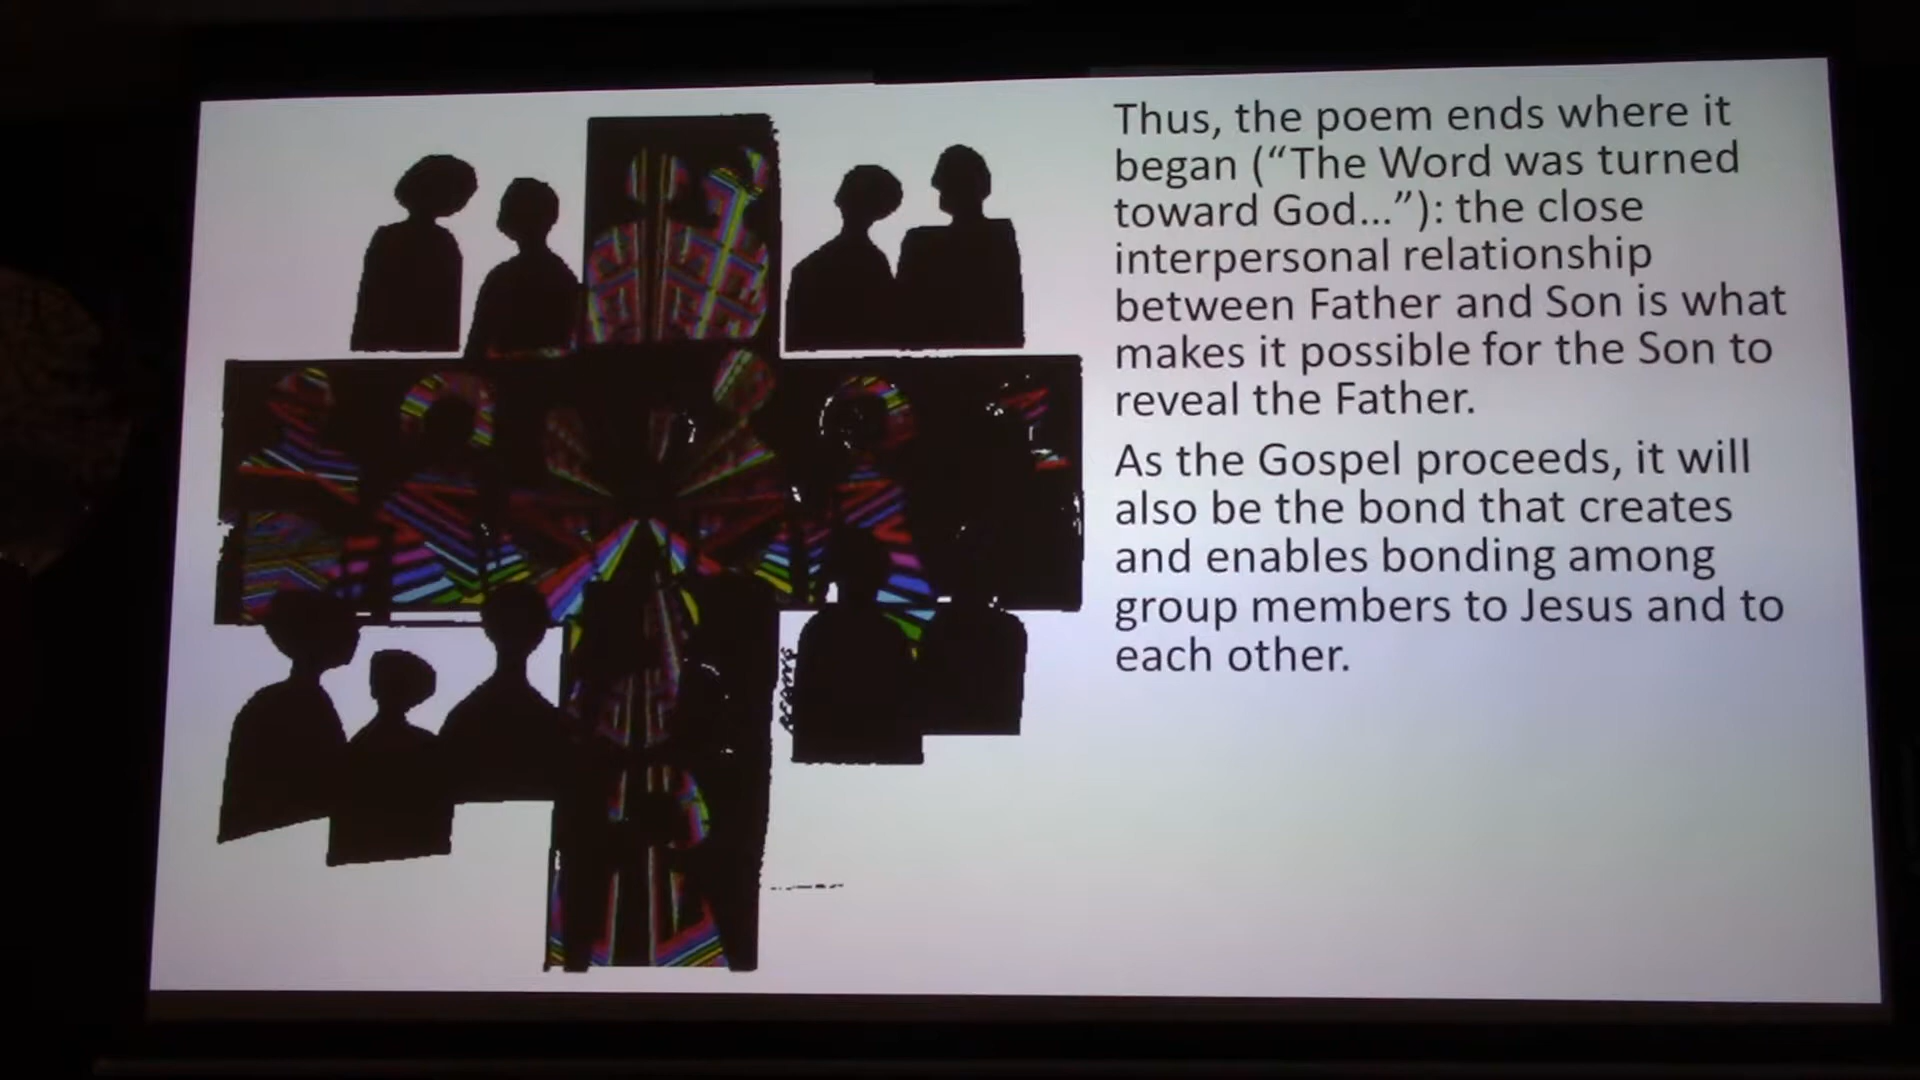 Thus, the poem ends where it
began (“The Word was turned
toward God...”): the close
interpersonal relationship
between Father and Son is what
makes it possible for the Son to
reveal the Father.
As the Gospel proceeds, it will
also be the bond that creates
and enables bonding among
group members to Jesus and to
each other.